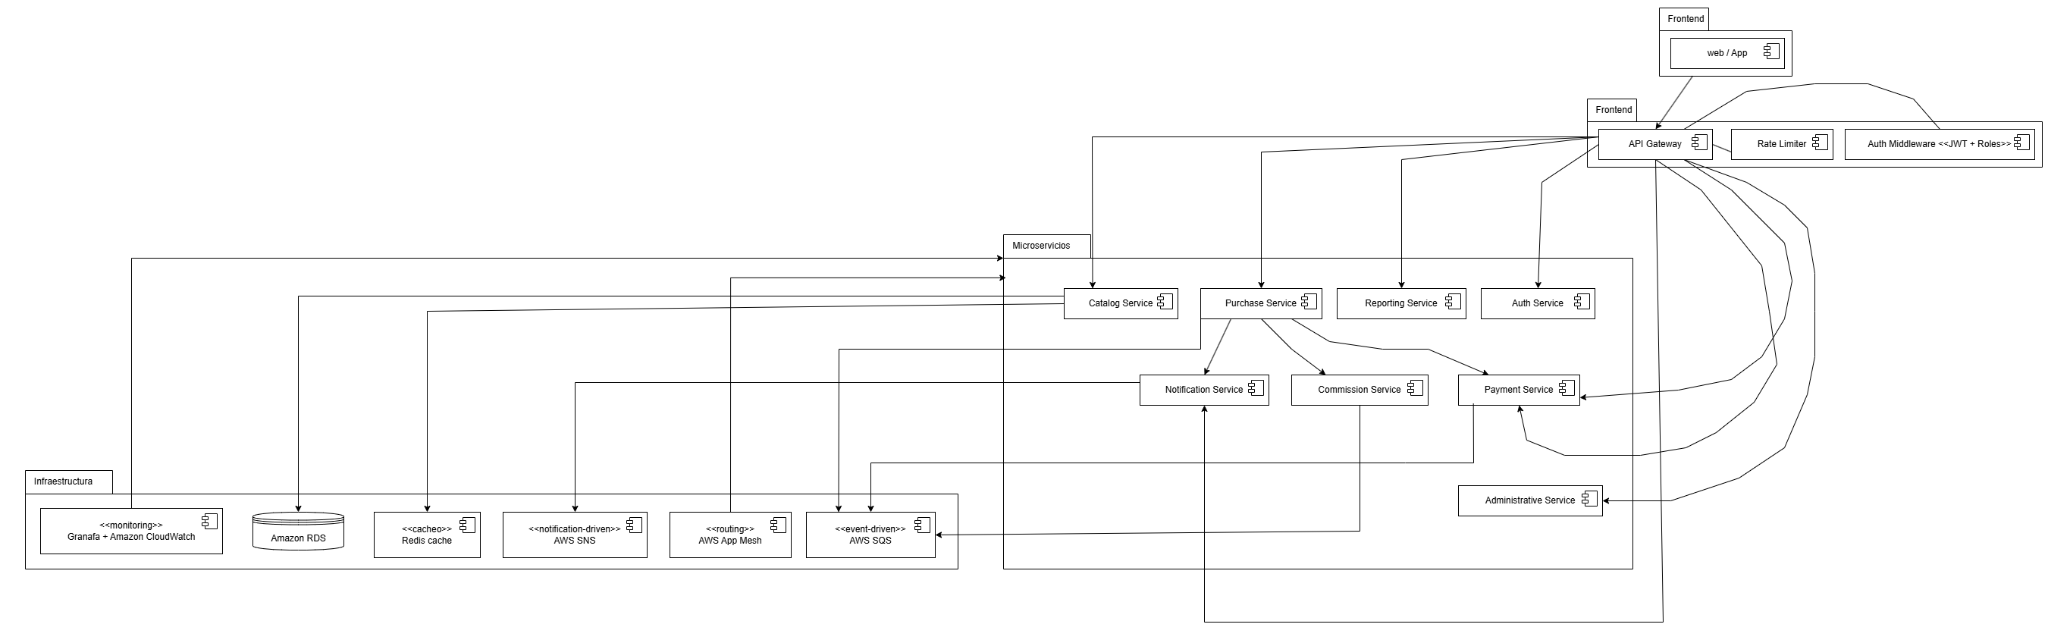 Frontend
web / App
Frontend
API Gateway
Rate Limiter
Auth Middleware <<JWT + Roles>>
Microservicios
Catalog Service
Purchase Service
Reporting Service
Auth Service
Notification Service
Commission Service
Payment Service
Administrative Service
Infraestructura
<<monitoring>>
Granafa + Amazon CloudWatch
Amazon RDS
<<cacheo>>
Redis cache
<<notification-driven>>
AWS SNS
<<routing>>
AWS App Mesh
<<event-driven>>
AWS SQS